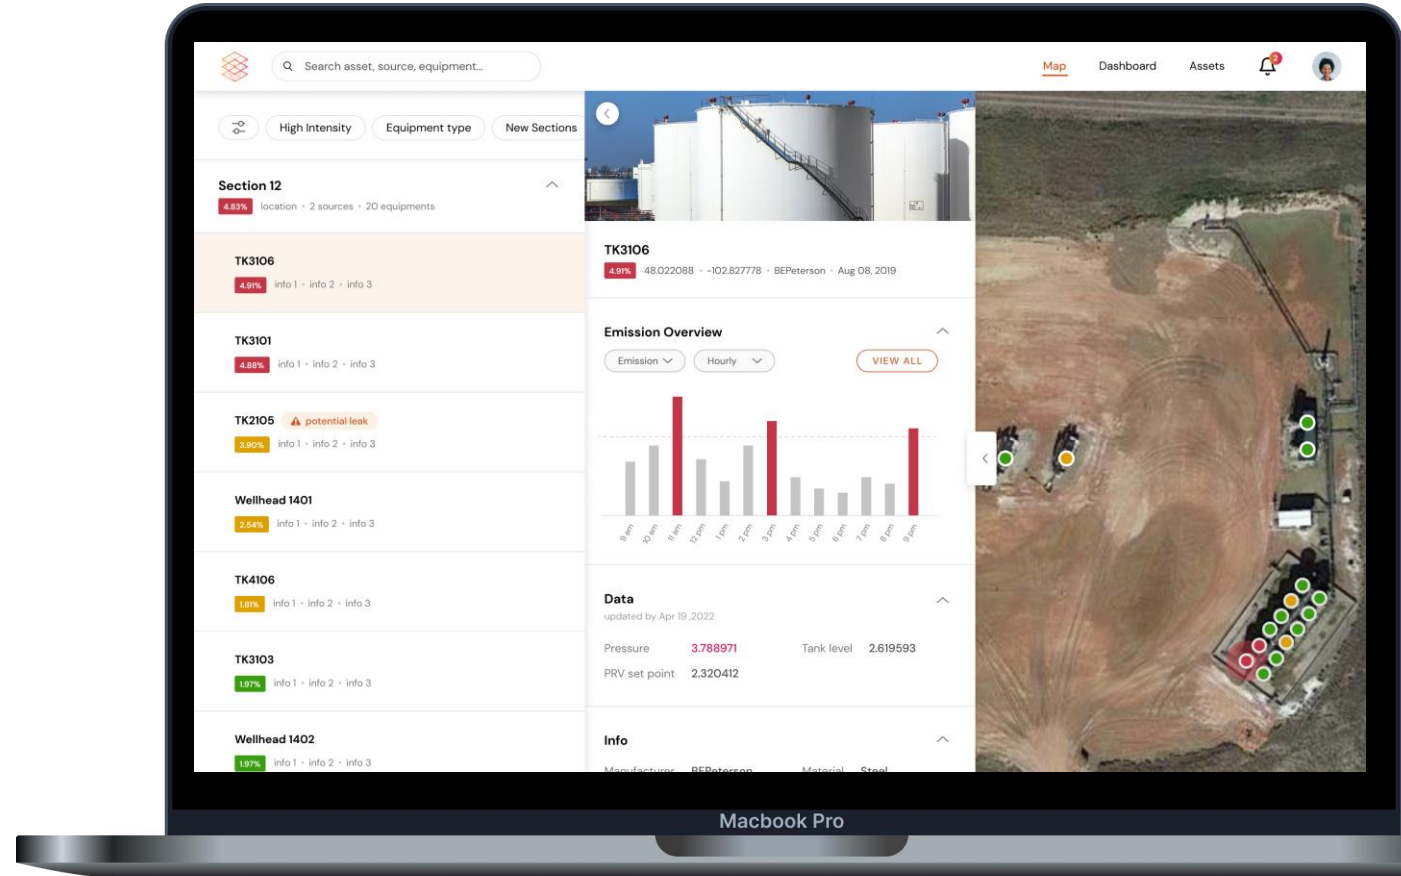 Search asset, source, equipment...
Map
Dashboard
Assets
2
High Intensity
Equipment type
New Sections
Section 12
4.83% location • 2 sources • 20 equipments
TK3106
4.91% info 1 • info 2 • info 3
TK3101
4.88% info 1 • info 2 • info 3
TK2105 potential leak
3.90% info 1 • info 2 • info 3
Wellhead 1401
2.54% info 1 • info 2 • info 3
TK4106
1.81% info 1 • info 2 • info 3
TK3103
1.97% info 1 • info 2 • info 3
Wellhead 1402
1.97% info 1 • info 2 • info 3
TK3106
4.91% 48.022088 • -102.827778 • BEPeterson • Aug 08, 2019
Emission Overview
Emission
Hourly
VIEW ALL
9 am
10 am
11 am
12 pm
1 pm
2 pm
3 pm
4 pm
5 pm
6 pm
7 pm
8 pm
9 pm
Data
updated by Apr 19 ,2022
Pressure 3.788971 Tank level 2.619593
PRV set point 2.320412
Info
Manufacturer BEPeterson Material Steel
Macbook Pro